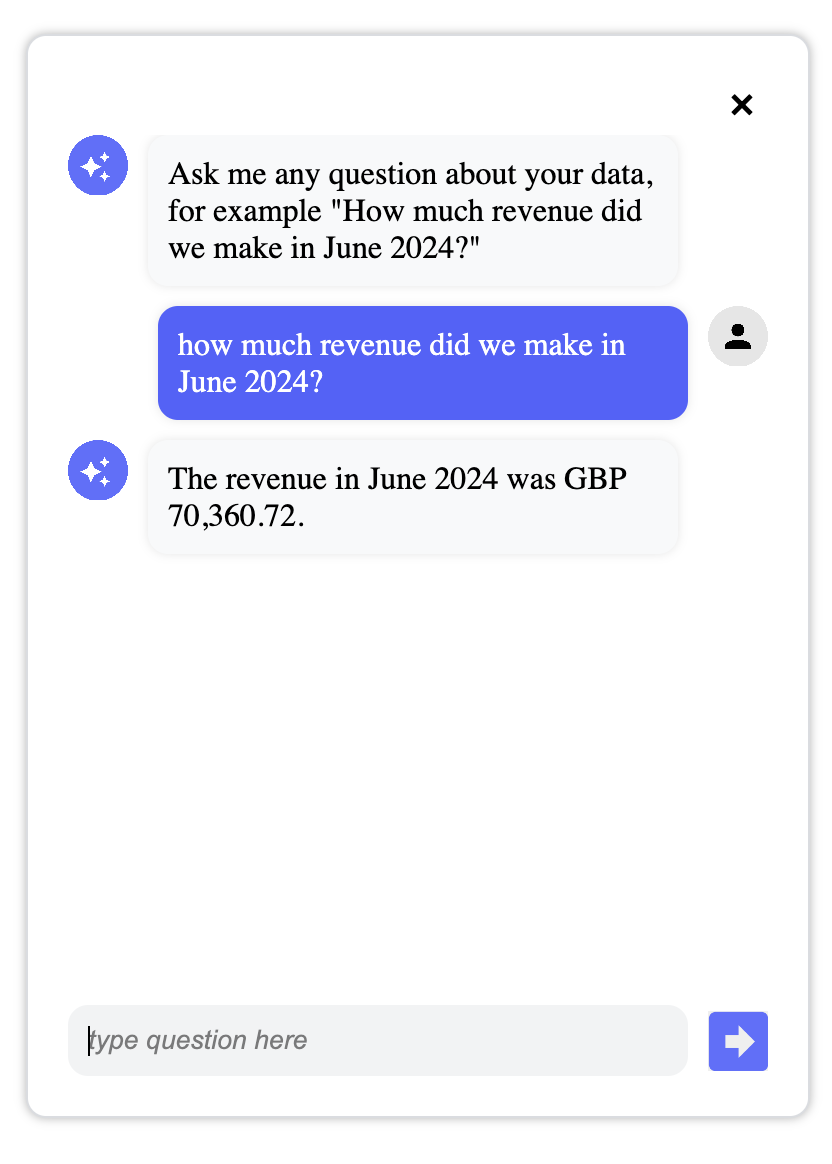 Ask me any question about your data,
for example "How much revenue did
we make in June 2024?"
how much revenue did we make in
June 2024?
The revenue in June 2024 was GBP
70,360.72.
type question here